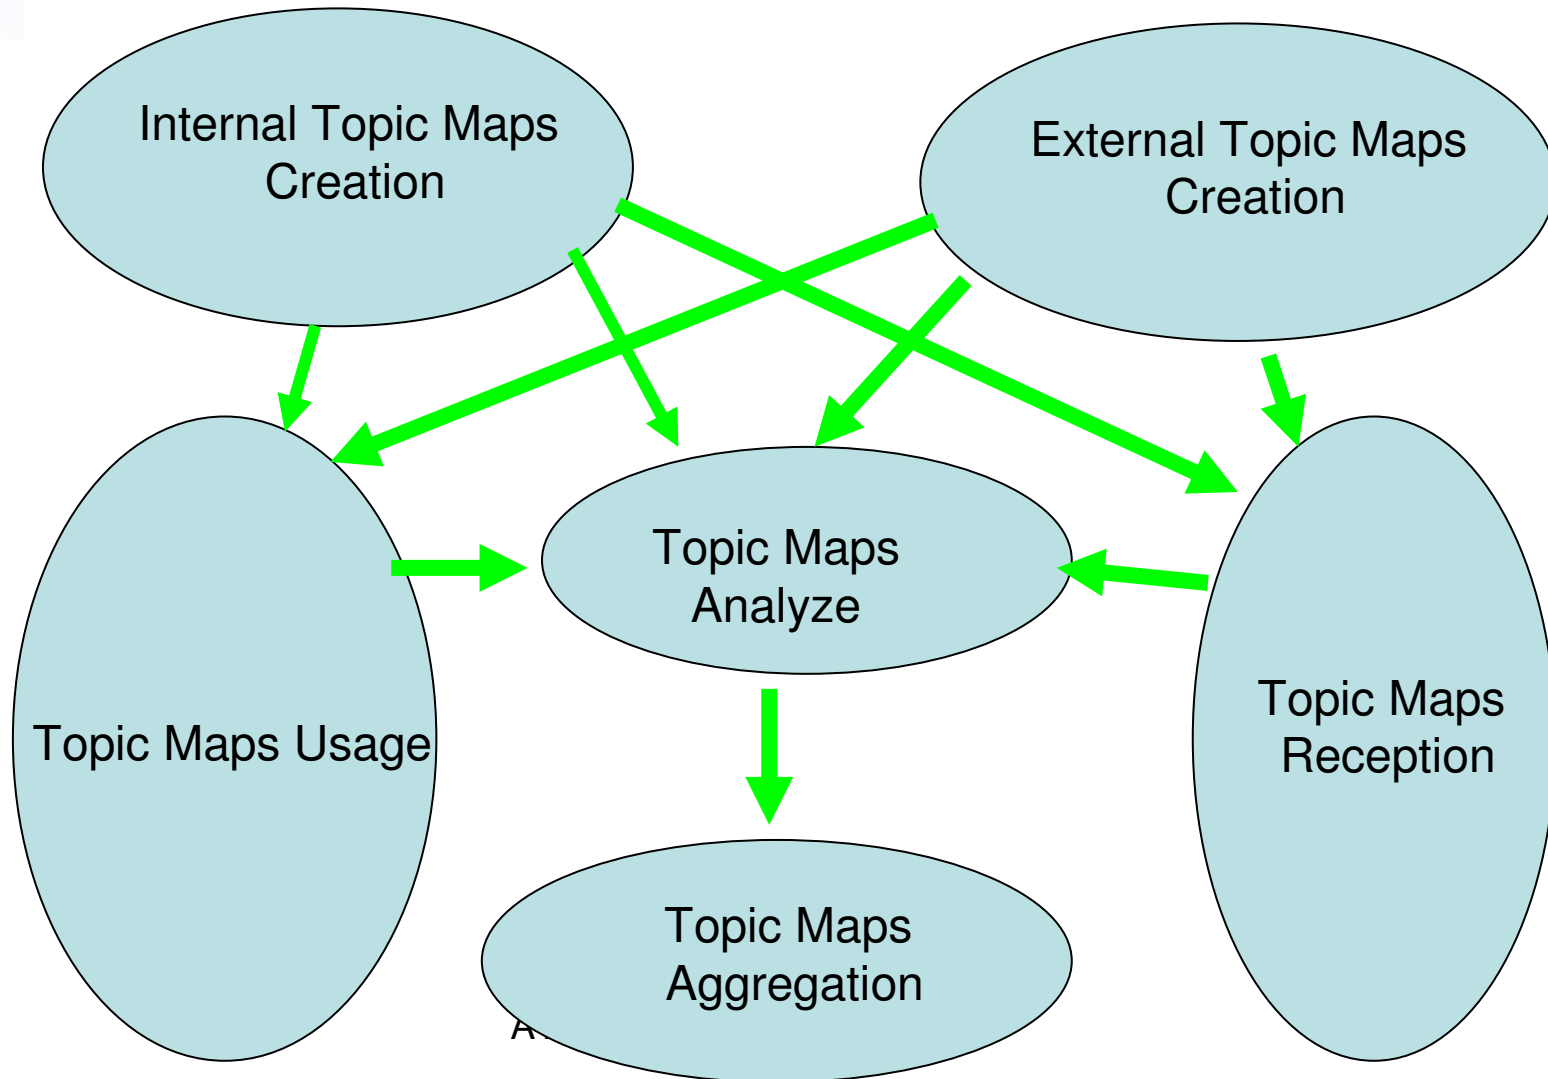 Internal Topic Maps
Creation
External Topic Maps
Creation
Topic Maps
Analyze
Topic Maps Usage
Topic Maps
Reception
Topic Maps
Aggregation